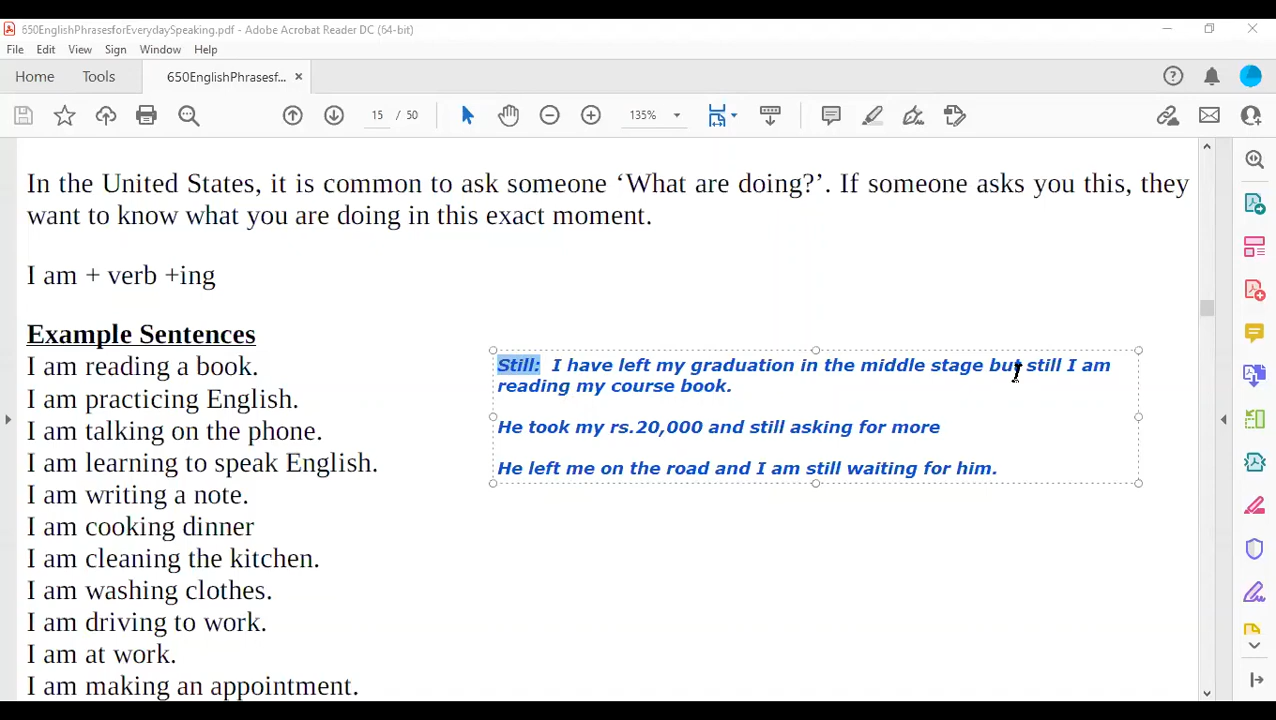 650EnglishPhrasesforEverydaySpeaking.pdf - Adobe Acrobat Reader DC (64-bit)
File Edit View Sign Window Help
Home Tools 650EnglishPhrasesf... ×
15 / 50 135%
In the United States, it is common to ask someone ‘What are doing?’. If someone asks you this, they
want to know what you are doing in this exact moment.
I am + verb +ing
Example Sentences
I am reading a book.
I am practicing English.
I am talking on the phone.
I am learning to speak English.
I am writing a note.
I am cooking dinner
I am cleaning the kitchen.
I am washing clothes.
I am driving to work.
I am at work.
I am making an appointment.
Still: I have left my graduation in the middle stage but still I am
reading my course book.
He took my rs.20,000 and still asking for more
He left me on the road and I am still waiting for him.